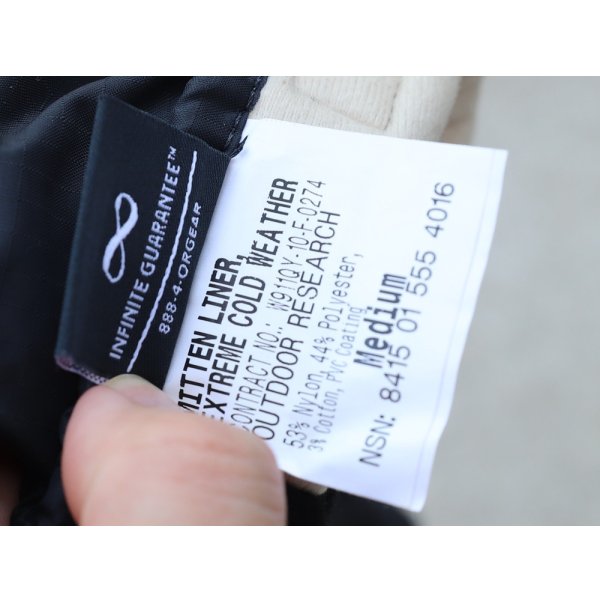 INFINITE GUARANTEE™
888·4·ORGEAR
MITTEN LINER,
EXTREME COLD WEATHER
CONTRACT NO.: W911QY-10-F-0274
OUTDOOR RESEARCH
53% Nylon, 44% Polyester,
3% Cotton, PVC Coating
Medium
NSN: 8415 01 555 4016